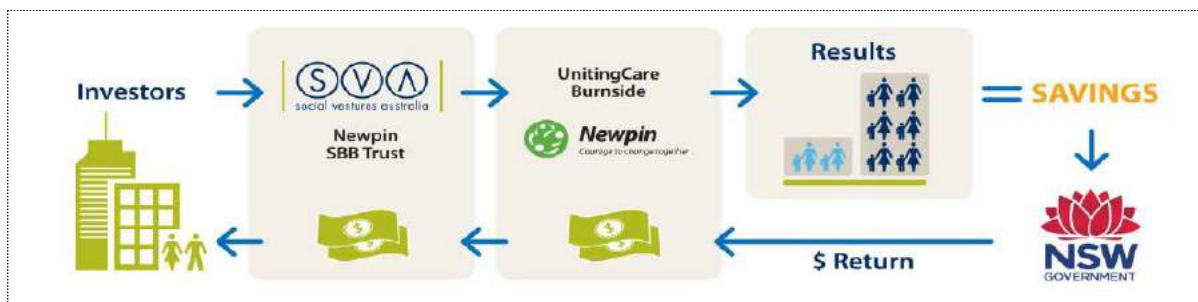 Investors
SVA
social ventures australia
Newpin
SBB Trust
UnitingCare
Burnside
Newpin
Courage to change together
Results
= SAVINGS
$ Return
NSW
GOVERNMENT
$
$